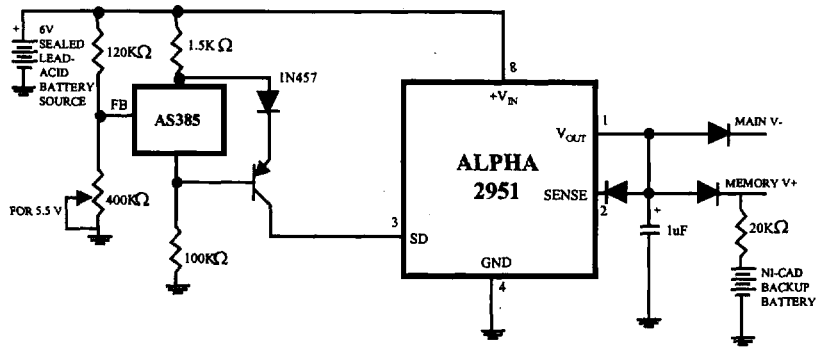 6V
SEALED
LEAD-
ACID
BATTERY
SOURCE
120KΩ
1.5K Ω
1N457
FB
AS385
FOR 5.5 V
400KΩ
100KΩ
8
+VIN
ALPHA
2951
VOUT
1
SENSE
2
3
SD
GND
4
MAIN V-
MEMORY V+
+
1uF
20KΩ
NI-CAD
BACKUP
BATTERY
+